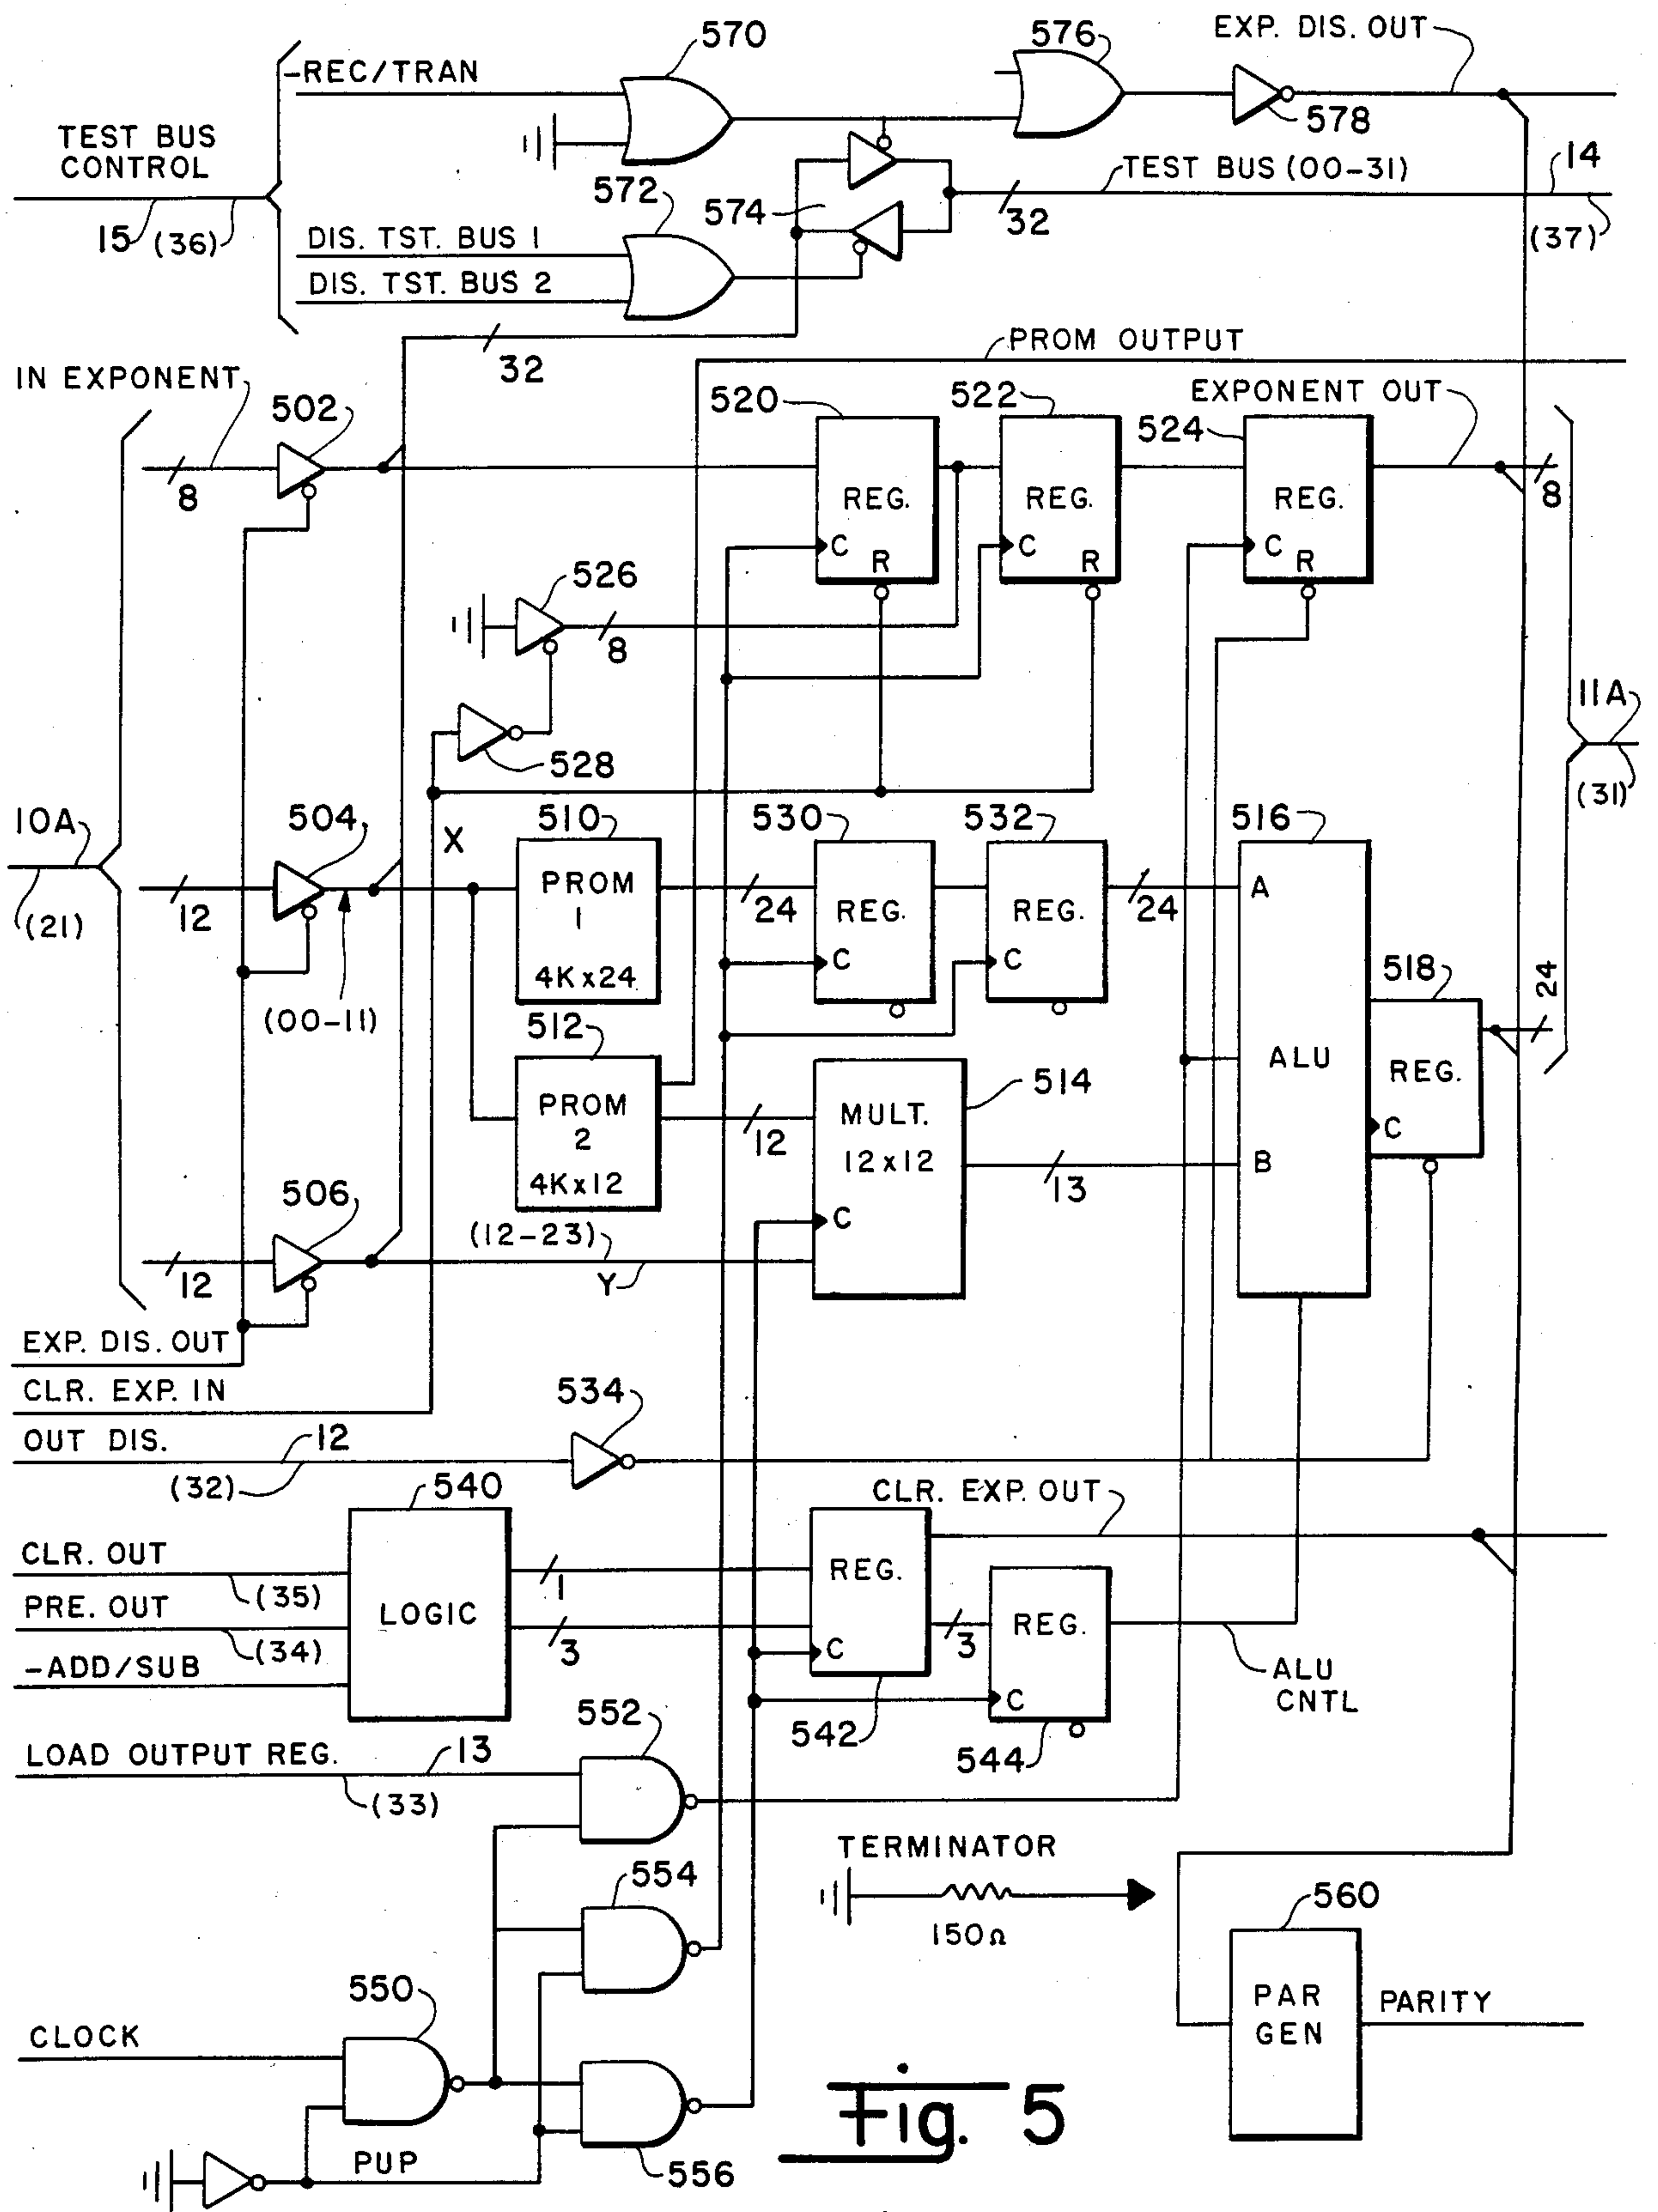 570
576
EXP. DIS. OUT
-REC/TRAN
578
TEST BUS
CONTROL
TEST BUS (00-31)
14
572
574
32
15
(36)
(37)
DIS. TST. BUS 1
DIS. TST. BUS 2
32
PROM OUTPUT
IN EXPONENT
502
520
522
EXPONENT OUT
524
8
REG.
REG.
REG.
8
C
C
C
R
R
R
526
8
11A
528
(31)
10A
504
X
510
530
532
516
PROM
1
4Kx24
12
24
REG.
REG.
24
A
(21)
C
C
518
24
(00-11)
512
514
ALU
REG.
PROM
2
4Kx12
12
MULT.
12x12
C
506
13
B
(12-23)
C
12
Y
EXP. DIS. OUT
CLR. EXP. IN
534
OUT DIS.
12
(32)
540
CLR. EXP. OUT
CLR. OUT
(35)
1
REG.
PRE. OUT
LOGIC
(34)
3
3
REG.
-ADD/SUB
C
ALU
CNTL
552
C
542
LOAD OUTPUT REG.
13
544
(33)
TERMINATOR
554
560
150Ω
550
PAR
GEN
PARITY
CLOCK
Fig. 5
PUP
556